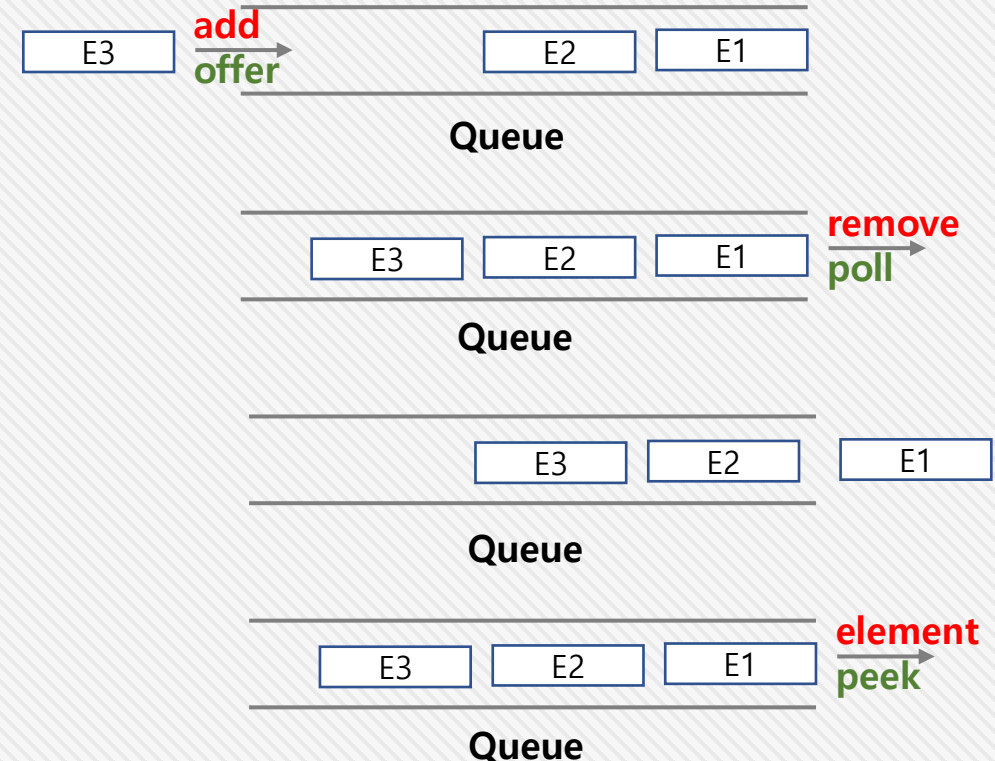 add
E3
E2
E1
offer
Queue
remove
E3
E2
E1
poll
Queue
E3
E2
E1
Queue
element
E3
E2
E1
peek
Queue